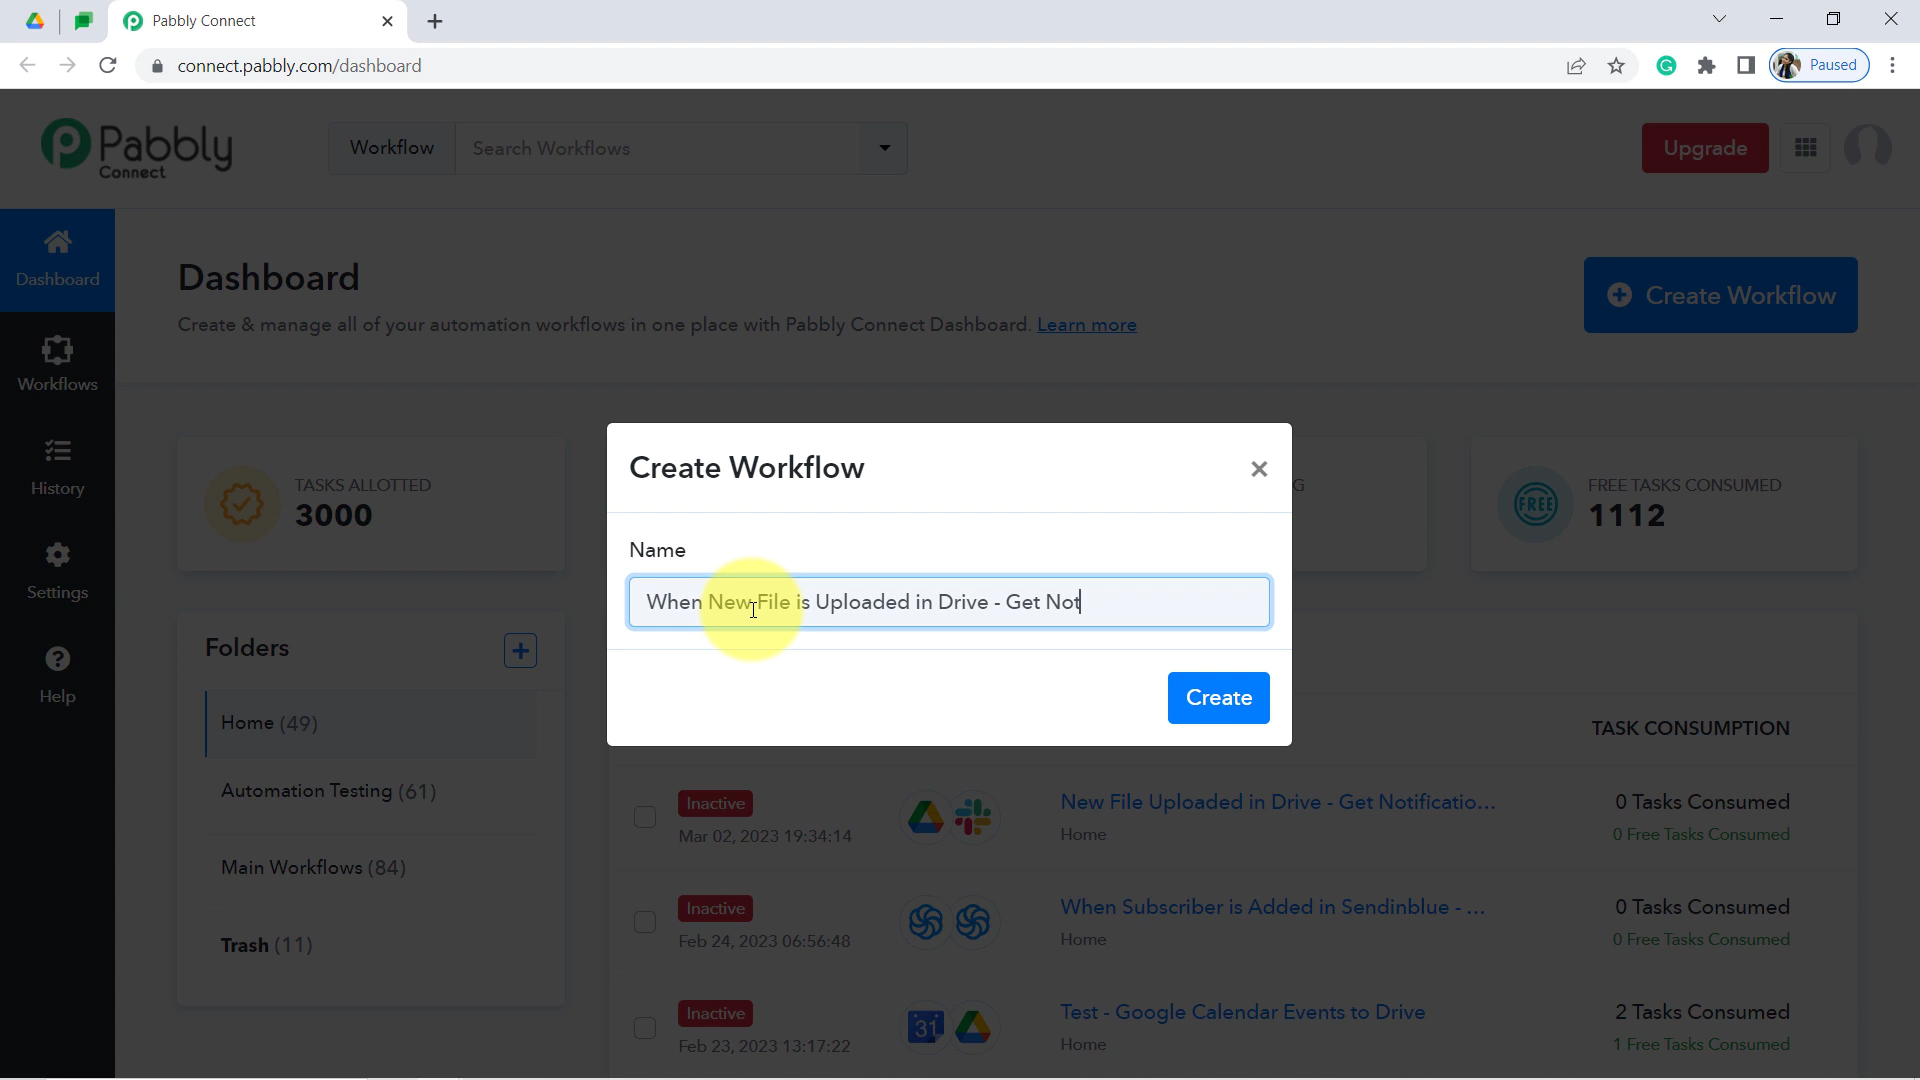 Pabbly Connect
connect.pabbly.com/dashboard
Paused
Pabbly
Connect
Workflow
Search Workflows
Upgrade
Dashboard
Workflows
History
Settings
Help
Dashboard
Create & manage all of your automation workflows in one place with Pabbly Connect Dashboard. Learn more
Create Workflow
TASKS ALLOTTED
3000
G
FREE
FREE TASKS CONSUMED
1112
Create Workflow
Name
When New File is Uploaded in Drive - Get Not
Create
Folders
Home (49)
Automation Testing (61)
Main Workflows (84)
Trash (11)
TASK CONSUMPTION
Inactive
Mar 02, 2023 19:34:14
New File Uploaded in Drive - Get Notificatio...
Home
0 Tasks Consumed
0 Free Tasks Consumed
Inactive
Feb 24, 2023 06:56:48
When Subscriber is Added in Sendinblue - ...
Home
0 Tasks Consumed
0 Free Tasks Consumed
Inactive
Feb 23, 2023 13:17:22
31
Test - Google Calendar Events to Drive
Home
2 Tasks Consumed
1 Free Tasks Consumed